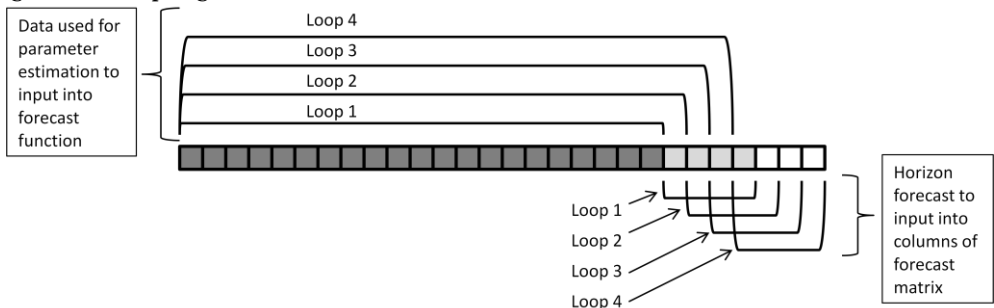 Data used for
parameter
estimation to
input into
forecast
function
Loop 4
Loop 3
Loop 2
Loop 1
Loop 1
Loop 2
Loop 3
Loop 4
Horizon
forecast to
input into
columns of
forecast
matrix